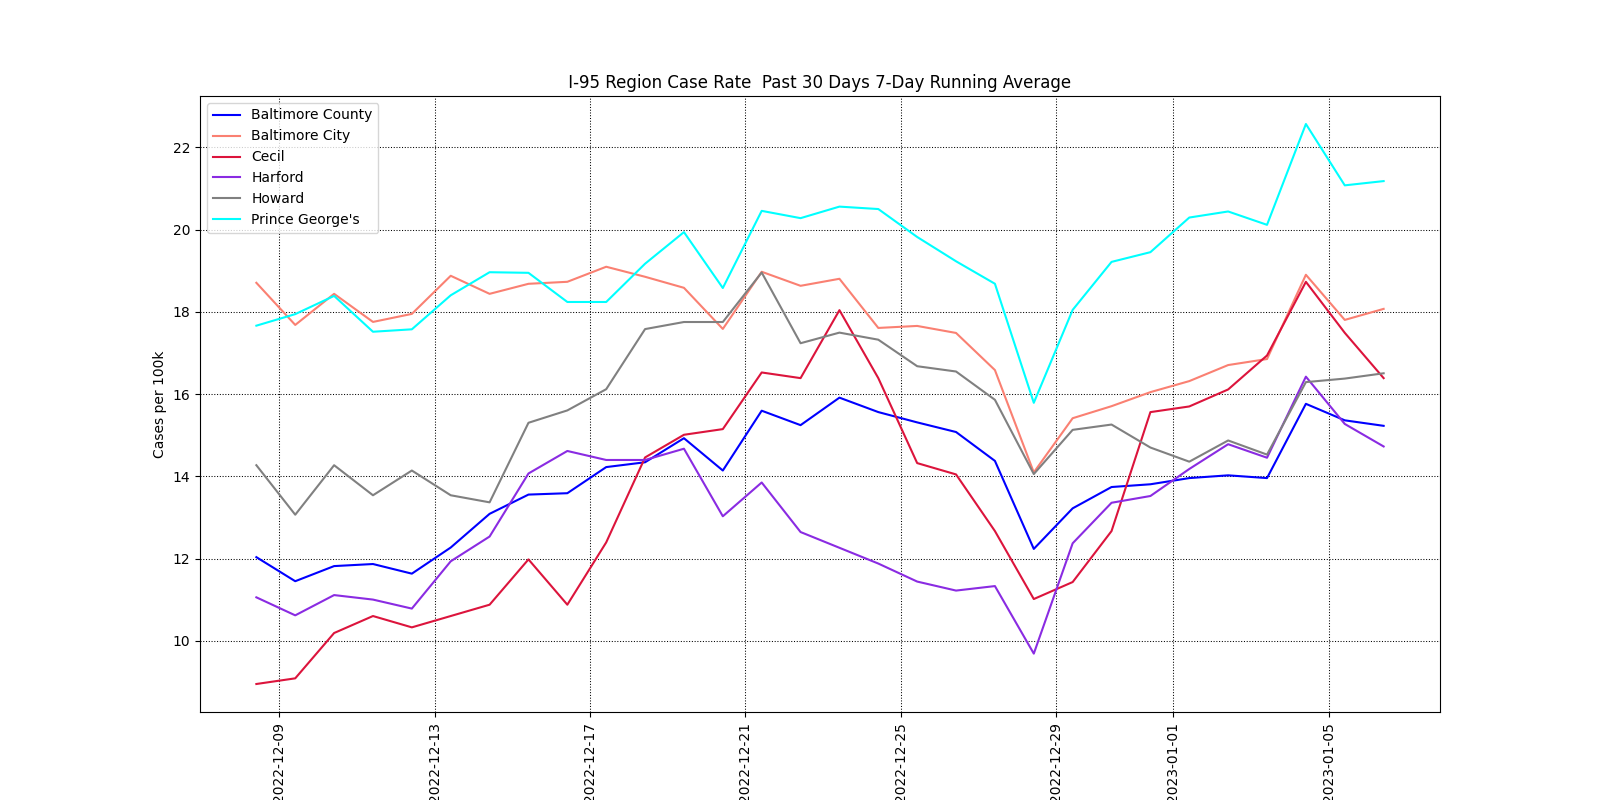 I-95 Region Case Rate  Past 30 Days 7-Day Running Average
Baltimore County
Baltimore City
Cecil
Harford
Howard
Prince George's
Cases per 100k
22
20
18
16
14
12
10
2022-12-09
2022-12-13
2022-12-17
2022-12-21
2022-12-25
2022-12-29
2023-01-01
2023-01-05